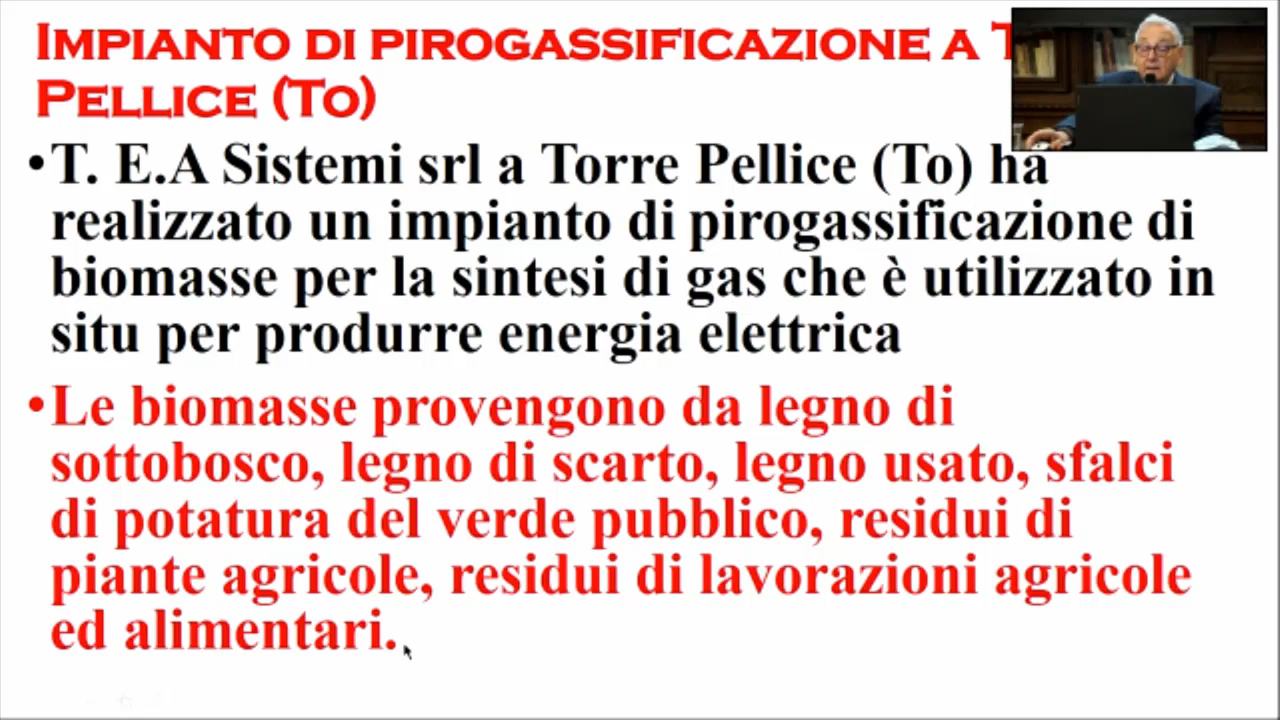 IMPIANTO DI PIROGASSIFICAZIONE A
PELLICE (TO)
•T. E.A Sistemi srl a Torre Pellice (To) ha
realizzato un impianto di pirogassificazione di
biomasse per la sintesi di gas che è utilizzato in
situ per produrre energia elettrica
•Le biomasse provengono da legno di
sottobosco, legno di scarto, legno usato, sfalci
di potatura del verde pubblico, residui di
piante agricole, residui di lavorazioni agricole
ed alimentari.